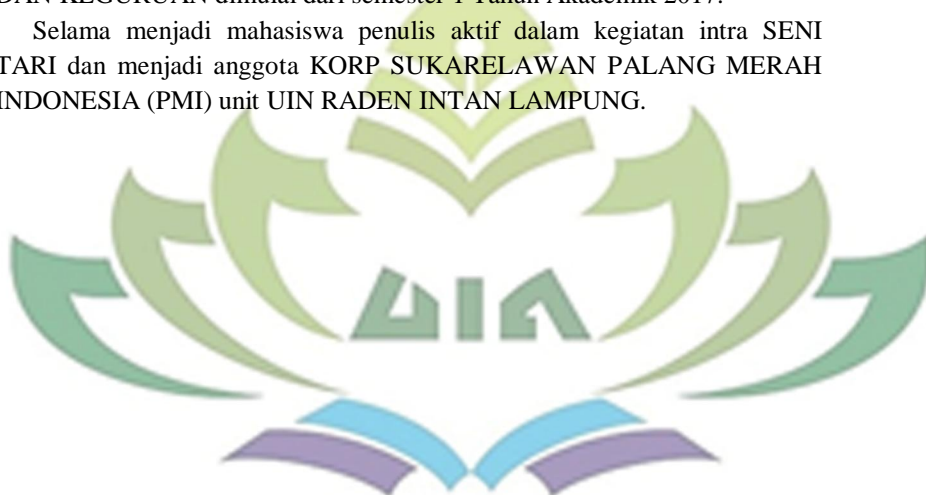 DAN KEGURUAN dimulai dari semester 1 Tahun Akademik 2017.
Selama menjadi mahasiswa penulis aktif dalam kegiatan intra SENI
TARI dan menjadi anggota KORP SUKARELAWAN PALANG MERAH
INDONESIA (PMI) unit UIN RADEN INTAN LAMPUNG.
UIN